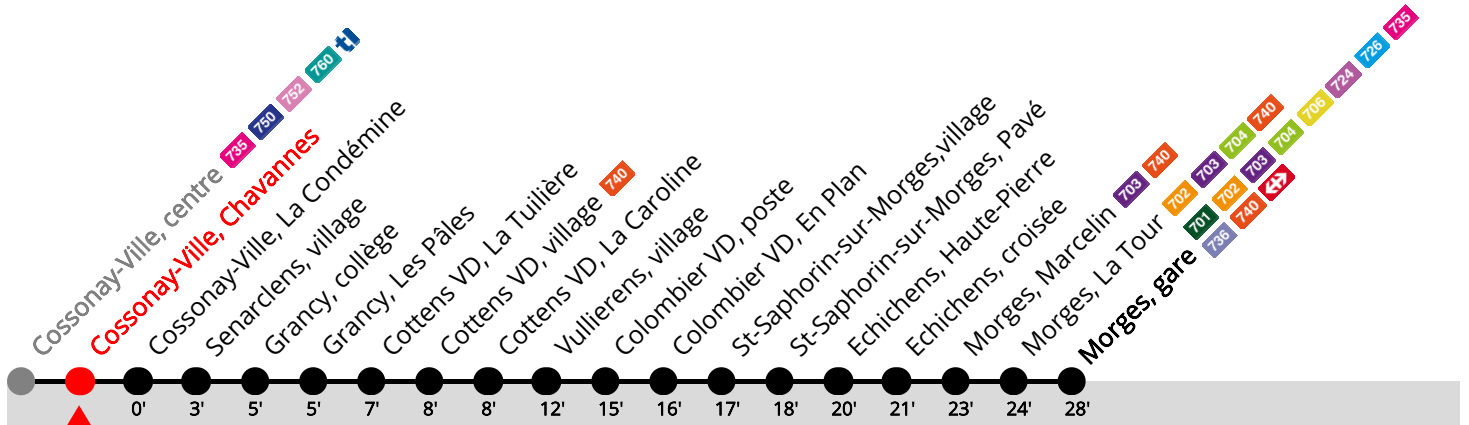 Cossonay-Ville, centre 735 750 752 760 tl
Cossonay-Ville, Chavannes
Cossonay-Ville, La Condémine
Senarclens, village
Grancy, collège
Grancy, Les Pâles
Cottens VD, La Tuilière
Cottens VD, village 740
Cottens VD, La Caroline
Vullierens, village
Colombier VD, poste
Colombier VD, En Plan
St-Saphorin-sur-Morges,village
St-Saphorin-sur-Morges, Pavé
Echichens, Haute-Pierre
Echichens, croisée
Morges, Marcelin 703 740
Morges, La Tour 702 703 704 740
Morges, gare 701 702 703 704 706 724 726 735
736 740
0' 3' 5' 5' 7' 8' 8' 12' 15' 16' 17' 18' 20' 21' 23' 24' 28'